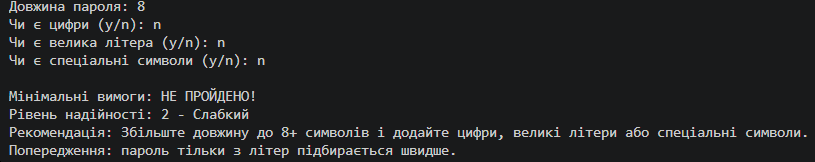 Довжина пароля: 8
Чи є цифри (y/n): n
Чи є велика літера (y/n): n
Чи є спеціальні символи (y/n): n
Мінімальні вимоги: НЕ ПРОЙДЕНО!
Рівень надійності: 2 - Слабкий
Рекомендація: Збільште довжину до 8+ символів і додайте цифри, великі літери або спеціальні символи.
Попередження: пароль тільки з літер підбирається швидше.